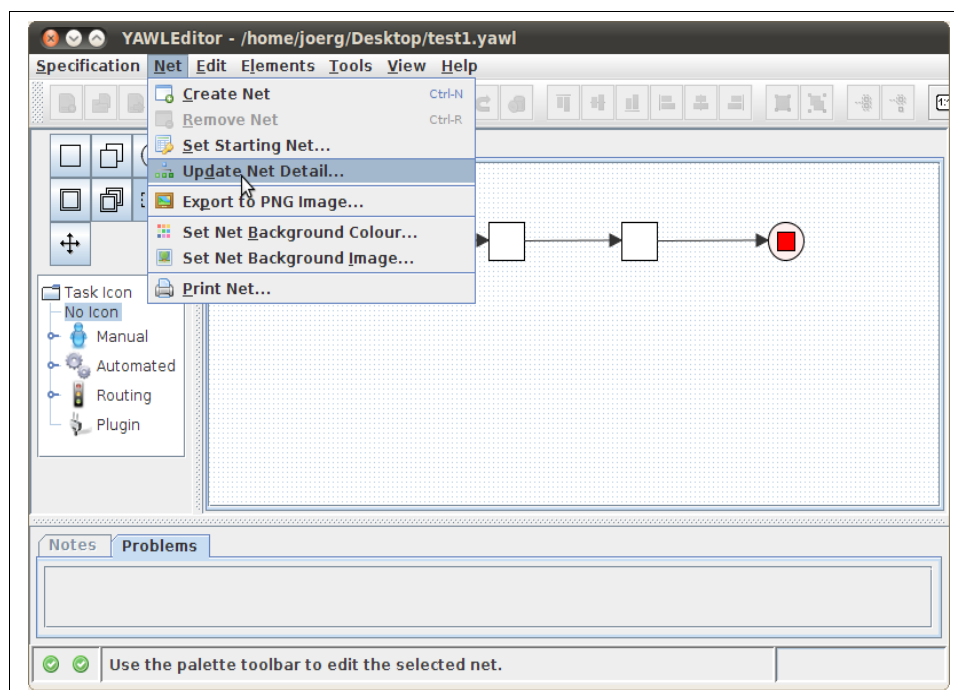 YAWLEditor - /home/joerg/Desktop/test1.yawl
Specification Net Edit Elements Tools View Help
Create Net Ctrl-N
Remove Net Ctrl-R
Set Starting Net...
Update Net Detail...
Export to PNG Image...
Set Net Background Colour...
Set Net Background Image...
Print Net...
Task Icon
No Icon
Manual
Automated
Routing
Plugin
Notes Problems
Use the palette toolbar to edit the selected net.